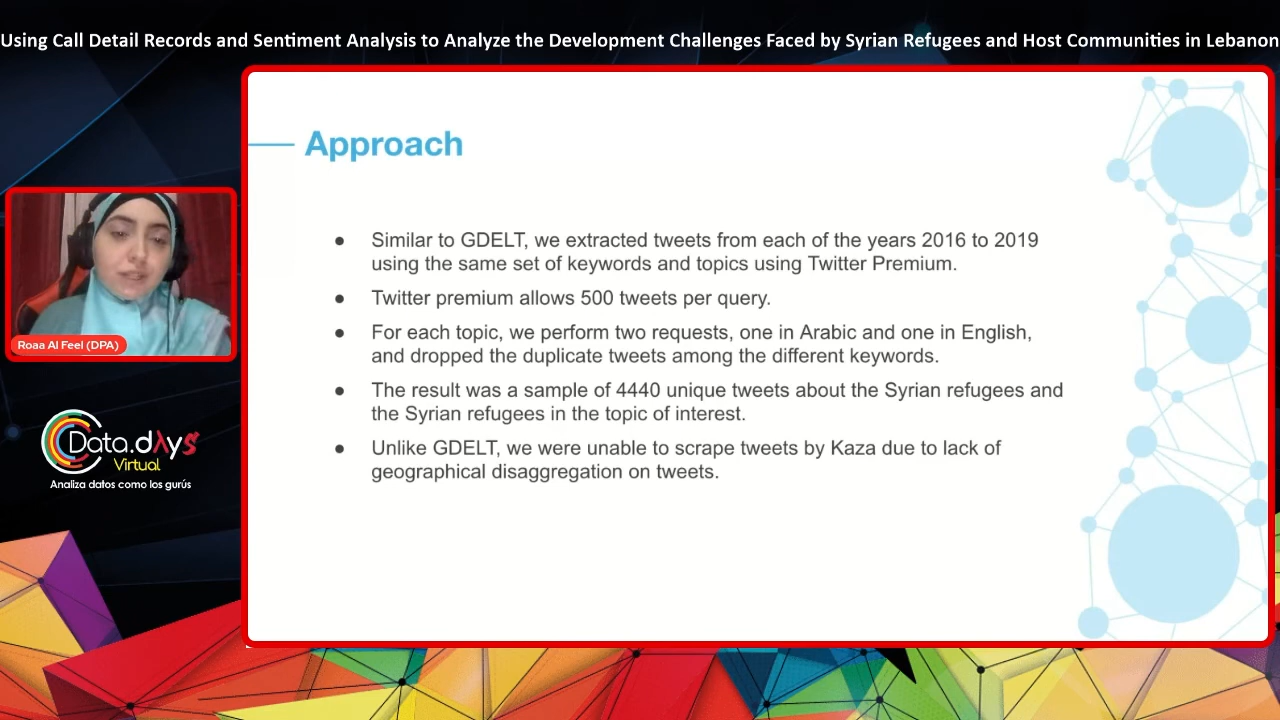 Using Call Detail Records and Sentiment Analysis to Analyze the Development Challenges Faced by Syrian Refugees and Host Communities in Lebanon
Approach
● Similar to GDELT, we extracted tweets from each of the years 2016 to 2019
using the same set of keywords and topics using Twitter Premium.
● Twitter premium allows 500 tweets per query.
● For each topic, we perform two requests, one in Arabic and one in English,
and dropped the duplicate tweets among the different keywords.
● The result was a sample of 4440 unique tweets about the Syrian refugees and
the Syrian refugees in the topic of interest.
● Unlike GDELT, we were unable to scrape tweets by Kaza due to lack of
geographical disaggregation on tweets.
Roaa Al Feel (DPA)
Data.dAys
Virtual
Analiza datos como los gurús